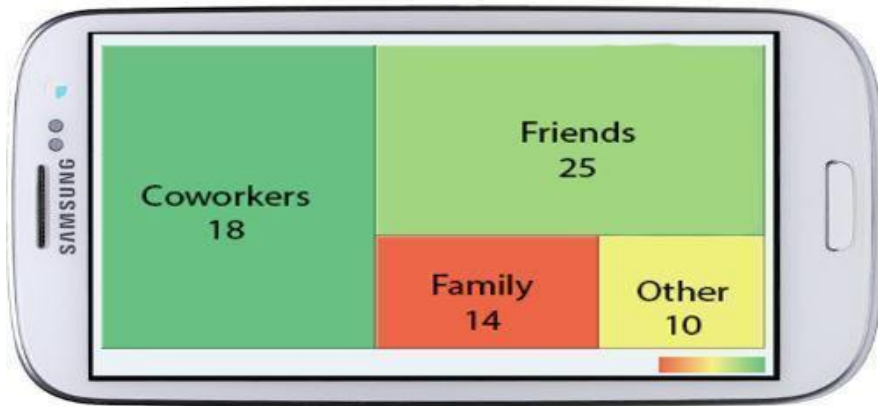 SAMSUNG
Coworkers
18
Friends
25
Family
14
Other
10